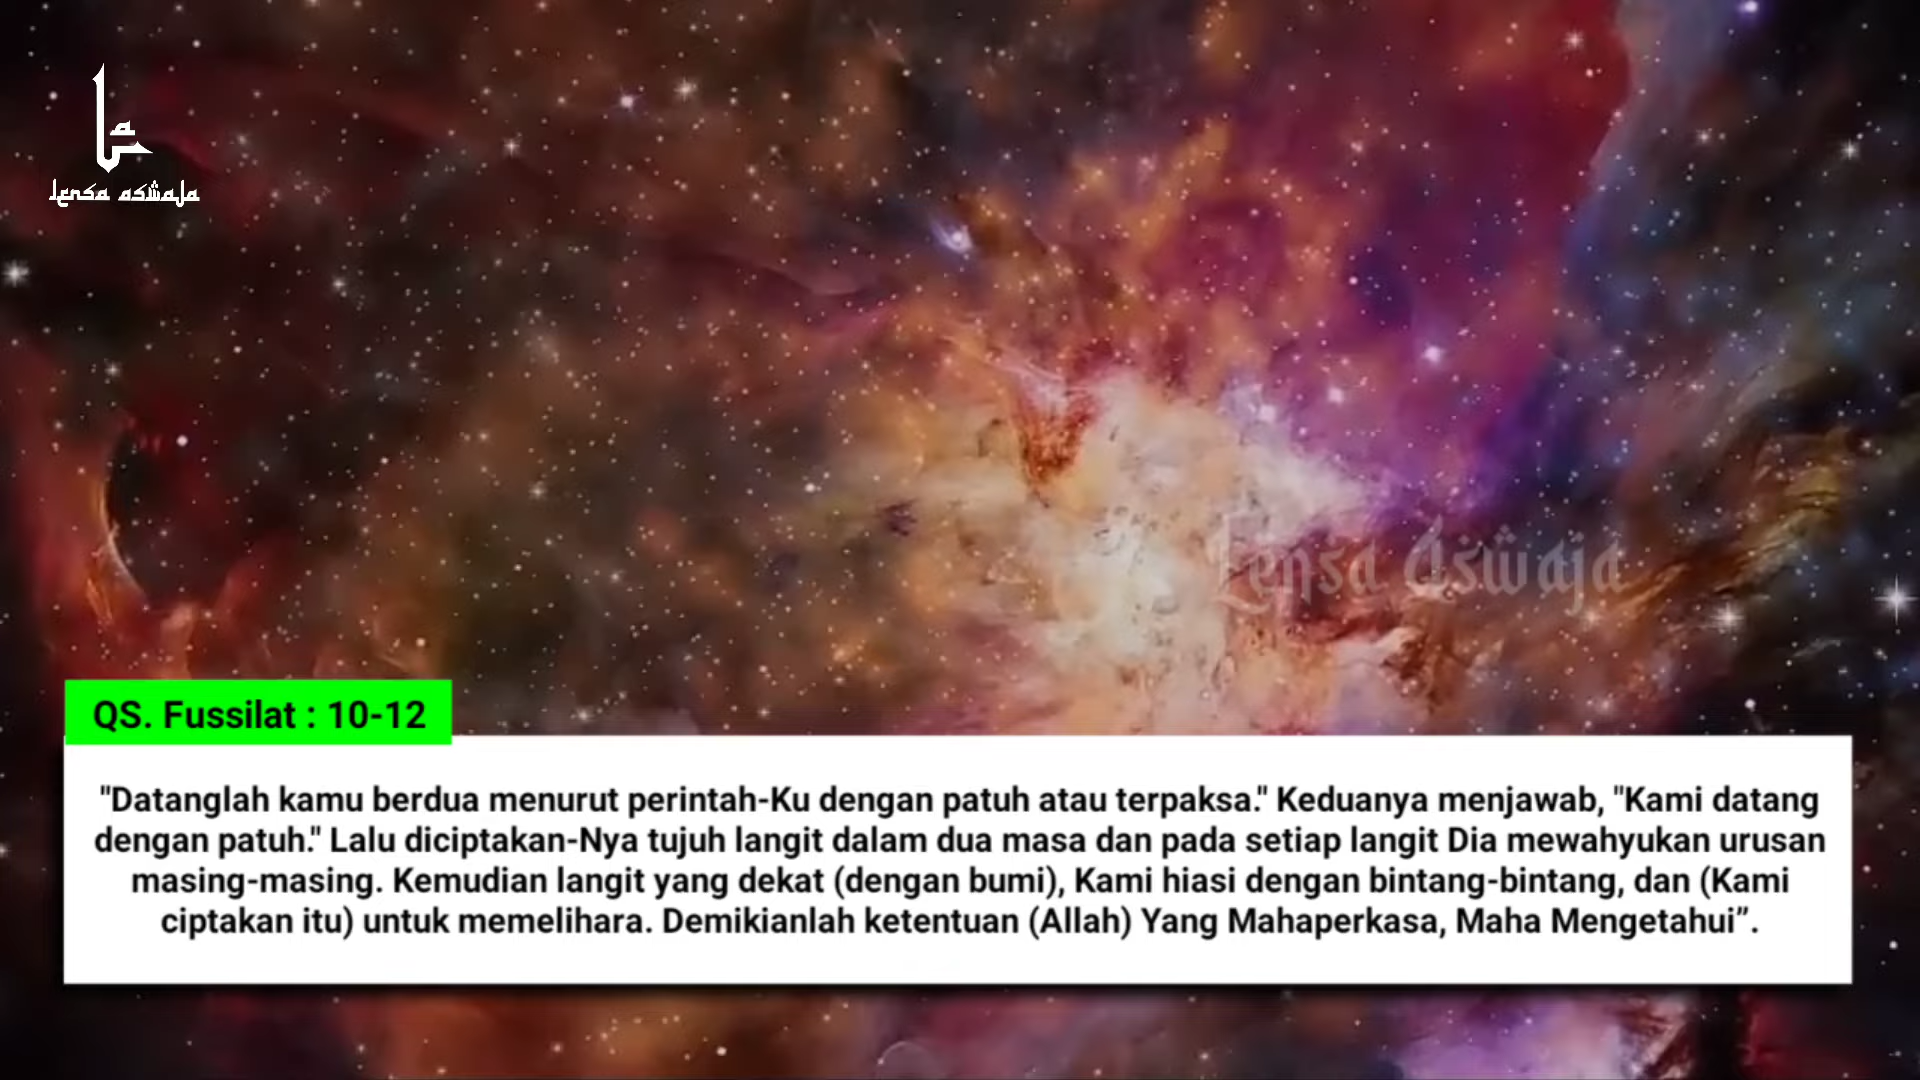 lensa aswaja
Lensa Aswaja
QS. Fussilat : 10-12
"Datanglah kamu berdua menurut perintah-Ku dengan patuh atau terpaksa." Keduanya menjawab, "Kami datang
dengan patuh." Lalu diciptakan-Nya tujuh langit dalam dua masa dan pada setiap langit Dia mewahyukan urusan
masing-masing. Kemudian langit yang dekat (dengan bumi), Kami hiasi dengan bintang-bintang, dan (Kami
ciptakan itu) untuk memelihara. Demikianlah ketentuan (Allah) Yang Mahaperkasa, Maha Mengetahui”.